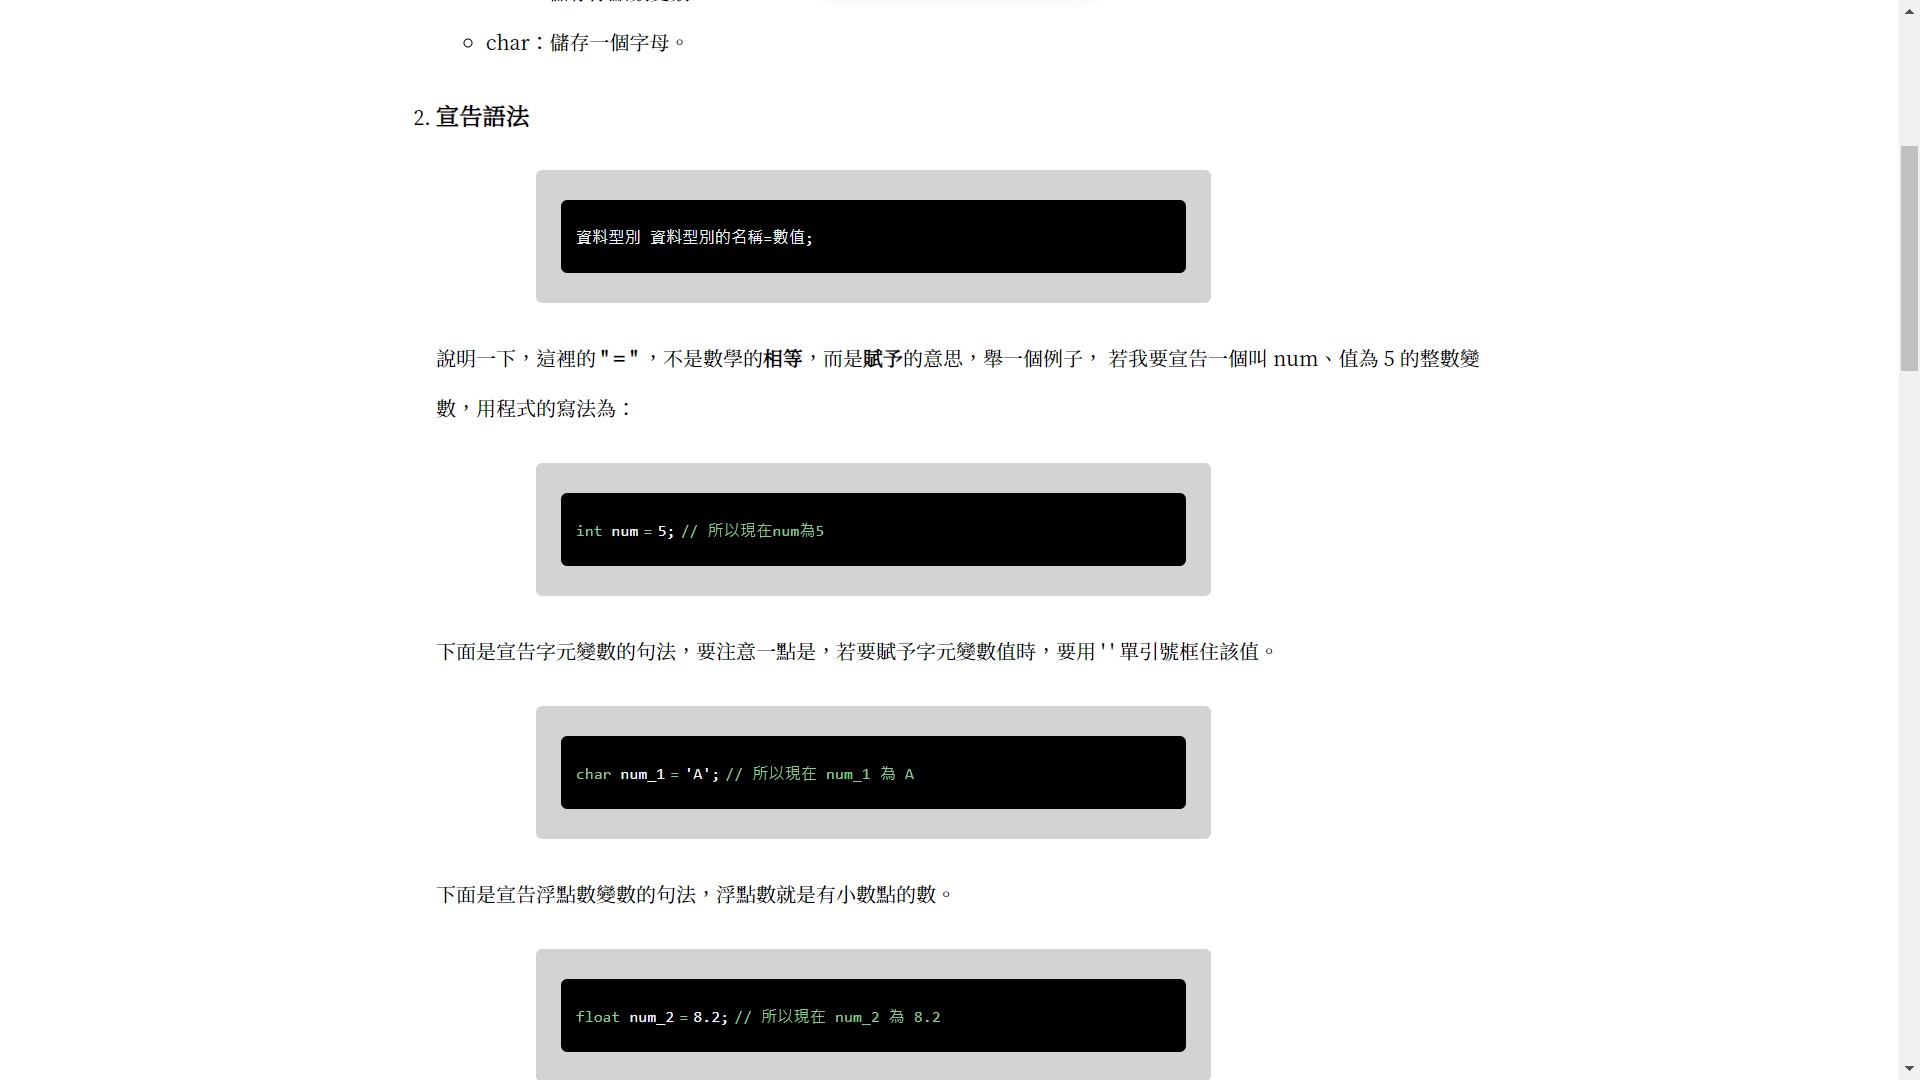 char：儲存一個字母。
2. 宣告語法
資料型別 資料型別的名稱=數值;
說明一下，這裡的 " = " ，不是數學的相等，而是賦予的意思，舉一個例子， 若我要宣告一個叫 num、值為 5 的整數變
數，用程式的寫法為：
int num = 5; // 所以現在num為5
下面是宣告字元變數的句法，要注意一點是，若要賦予字元變數值時，要用 ' ' 單引號框住該值。
char num_1 = 'A'; // 所以現在 num_1 為 A
下面是宣告浮點數變數的句法，浮點數就是有小數點的數。
float num_2 = 8.2; // 所以現在 num_2 為 8.2